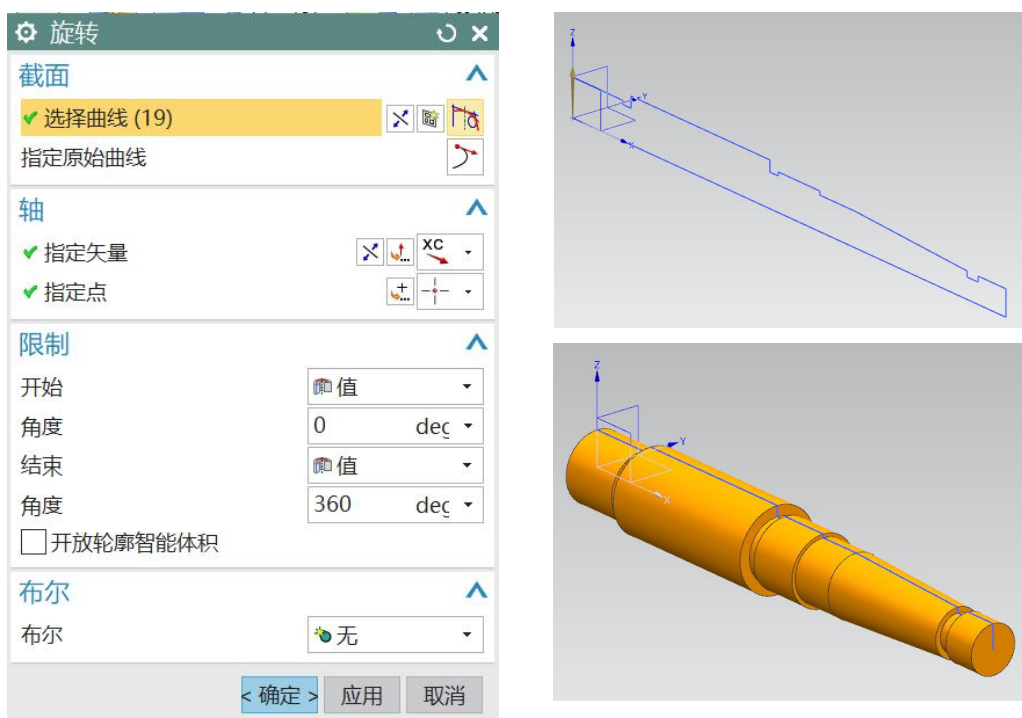 旋转
截面
选择曲线 (19)
指定原始曲线
轴
指定矢量
XC
指定点
限制
开始
值
角度
0 deg
结束
值
角度
360 deg
开放轮廓智能体积
布尔
布尔
无
< 确定 > 应用 取消
Z
Y
X
Z
Y
X